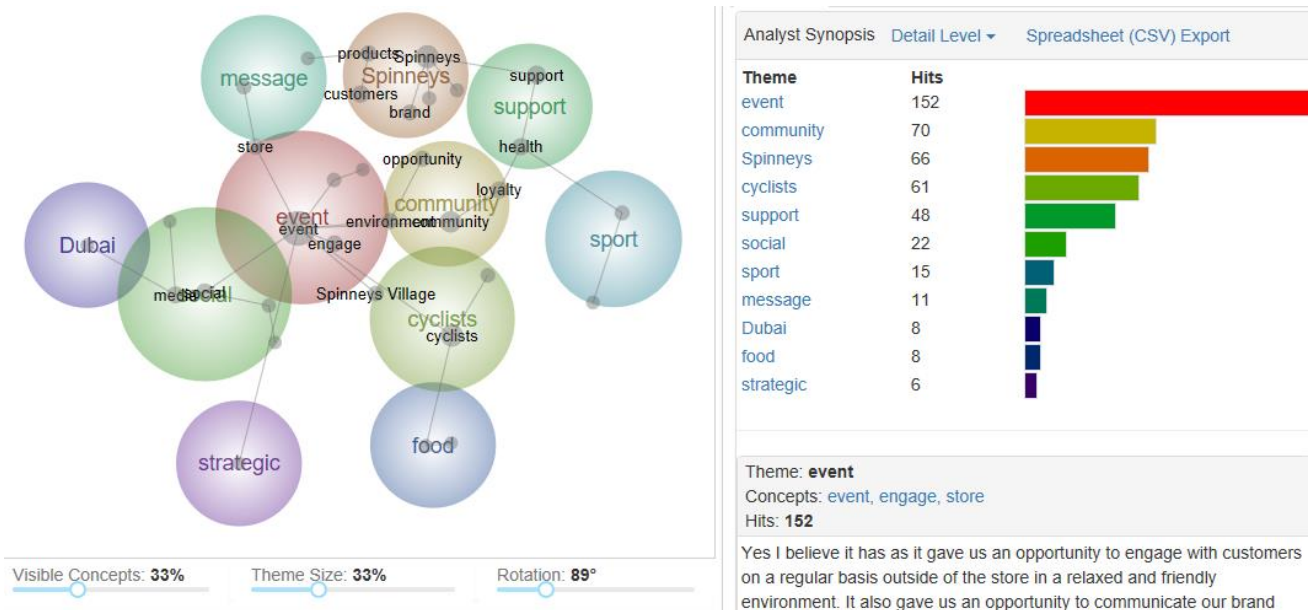 products
Spinneys
message
Spinneys
support
customers
support
brand
store
health
opportunity
loyalty
community
event
environment
community
event
sport
Dubai
engage
media
social
social
Spinneys Village
cyclists
cyclists
food
strategic
Visible Concepts: 33%
Theme Size: 33%
Rotation: 89°
Analyst Synopsis Detail Level Spreadsheet (CSV) Export
Theme Hits
event 152
community 70
Spinneys 66
cyclists 61
support 48
social 22
sport 15
message 11
Dubai 8
food 8
strategic 6
Theme: event
Concepts: event, engage, store
Hits: 152
Yes I believe it has as it gave us an opportunity to engage with customers
on a regular basis outside of the store in a relaxed and friendly
environment. It also gave us an opportunity to communicate our brand